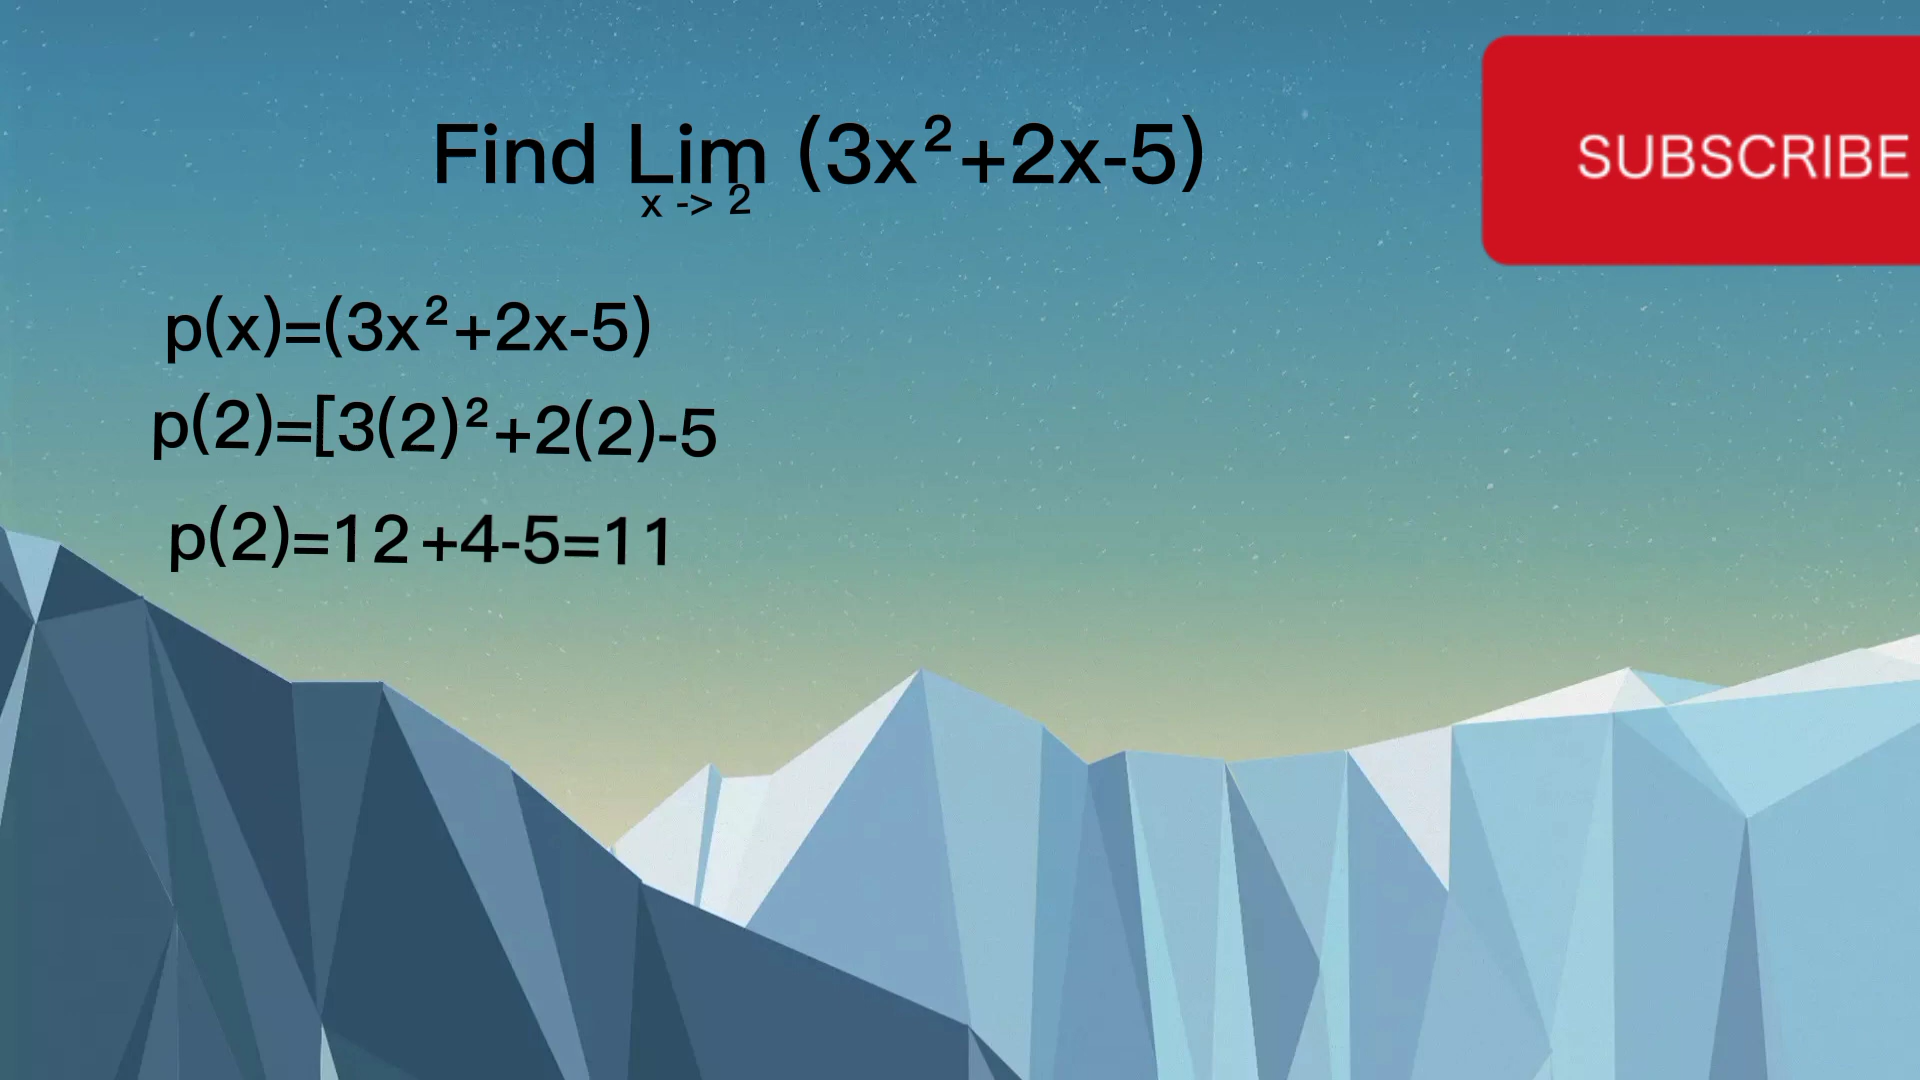 Find Lim (3x²+2x-5)
x -> 2
SUBSCRIBE
p(x)=(3x²+2x-5)
p(2)=[3(2)²+2(2)-5
p(2)=12+4-5=11